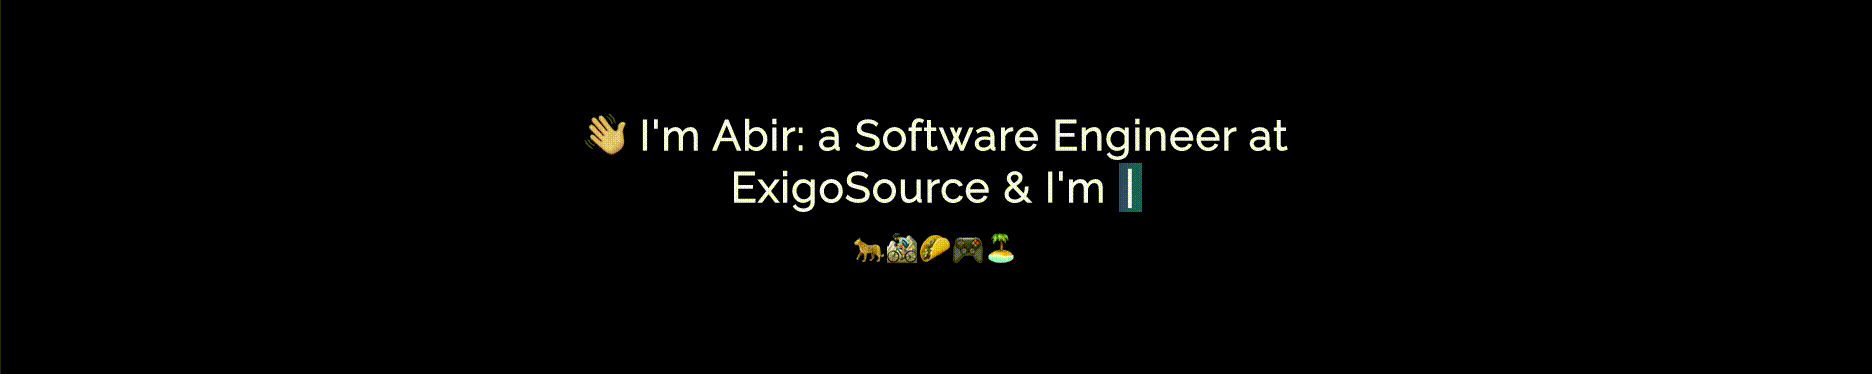 👋 I'm Abir: a Software Engineer at
ExigoSource & I'm |
🐆🚵🌮🎮🏝